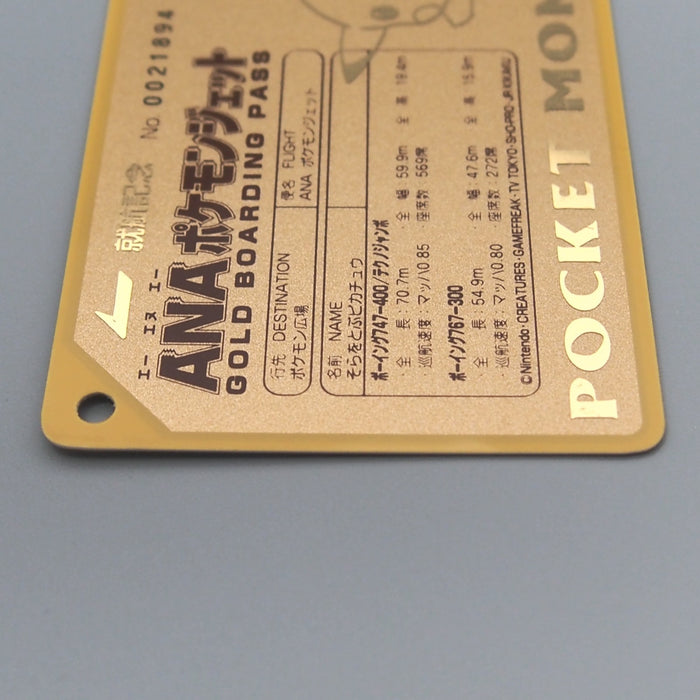 就航記念 No. 0021894
エー エヌ エー
ANAポケモンジェット
GOLD BOARDING PASS
行先 DESTINATION
ポケモン広場
便名 FLIGHT
ANA ポケモンジェット
名前 NAME
そらをとぶピカチュウ
ボーイング747-400/テクノジャンボ
・全 長：70.7m ・全 幅：59.9m 全 高：19.4m
巡航速度：マッハ0.85 座席数：569席
ボーイング767-300
・全 長：54.9m ・全 幅：47.6m 全 高：15.9m
巡航速度：マッハ0.80 座席数：272席
©Nintendo・CREATURES・GAMEFREAK・TV TOKYO・SHO-PRO・JR KIKAKU
POCKET MON